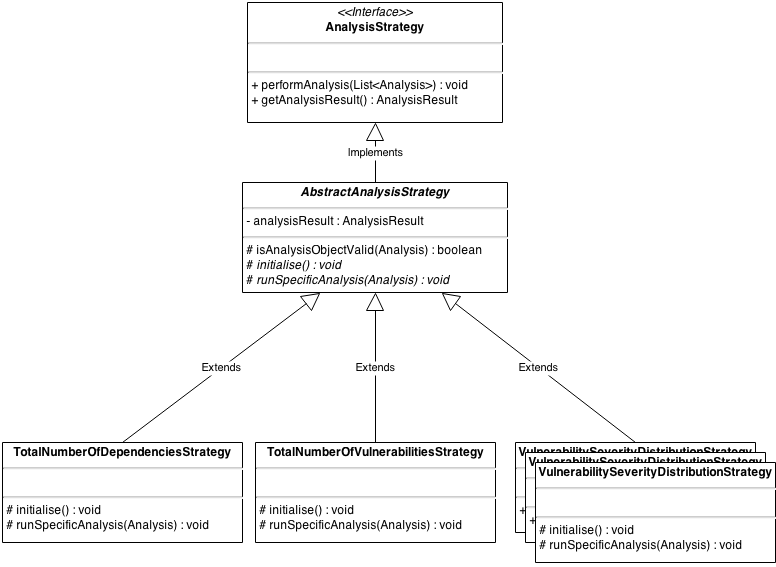 <<Interface>>
AnalysisStrategy
+ performAnalysis(List<Analysis>) : void
+ getAnalysisResult() : AnalysisResult
Implements
AbstractAnalysisStrategy
- analysisResult : AnalysisResult
# isAnalysisObjectValid(Analysis) : boolean
# initialise() : void
# runSpecificAnalysis(Analysis) : void
Extends
Extends
Extends
TotalNumberOfDependenciesStrategy
# initialise() : void
# runSpecificAnalysis(Analysis) : void
TotalNumberOfVulnerabilitiesStrategy
# initialise() : void
# runSpecificAnalysis(Analysis) : void
VulnerabilitySeverityDistributionStrategy
VulnerabilitySeverityDistributionStrategy
VulnerabilitySeverityDistributionStrategy
+
+
# initialise() : void
# runSpecificAnalysis(Analysis) : void